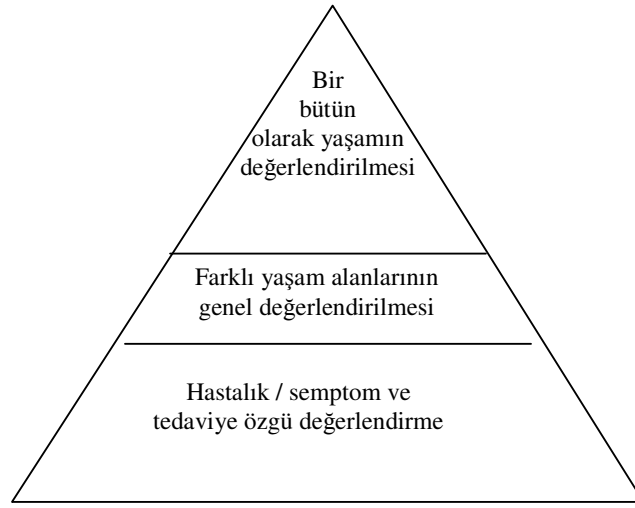 Bir
bütün
olarak yaşamın
değerlendirilmesi
Farklı yaşam alanlarının
genel değerlendirilmesi
Hastalık / semptom ve
tedaviye özgü değerlendirme